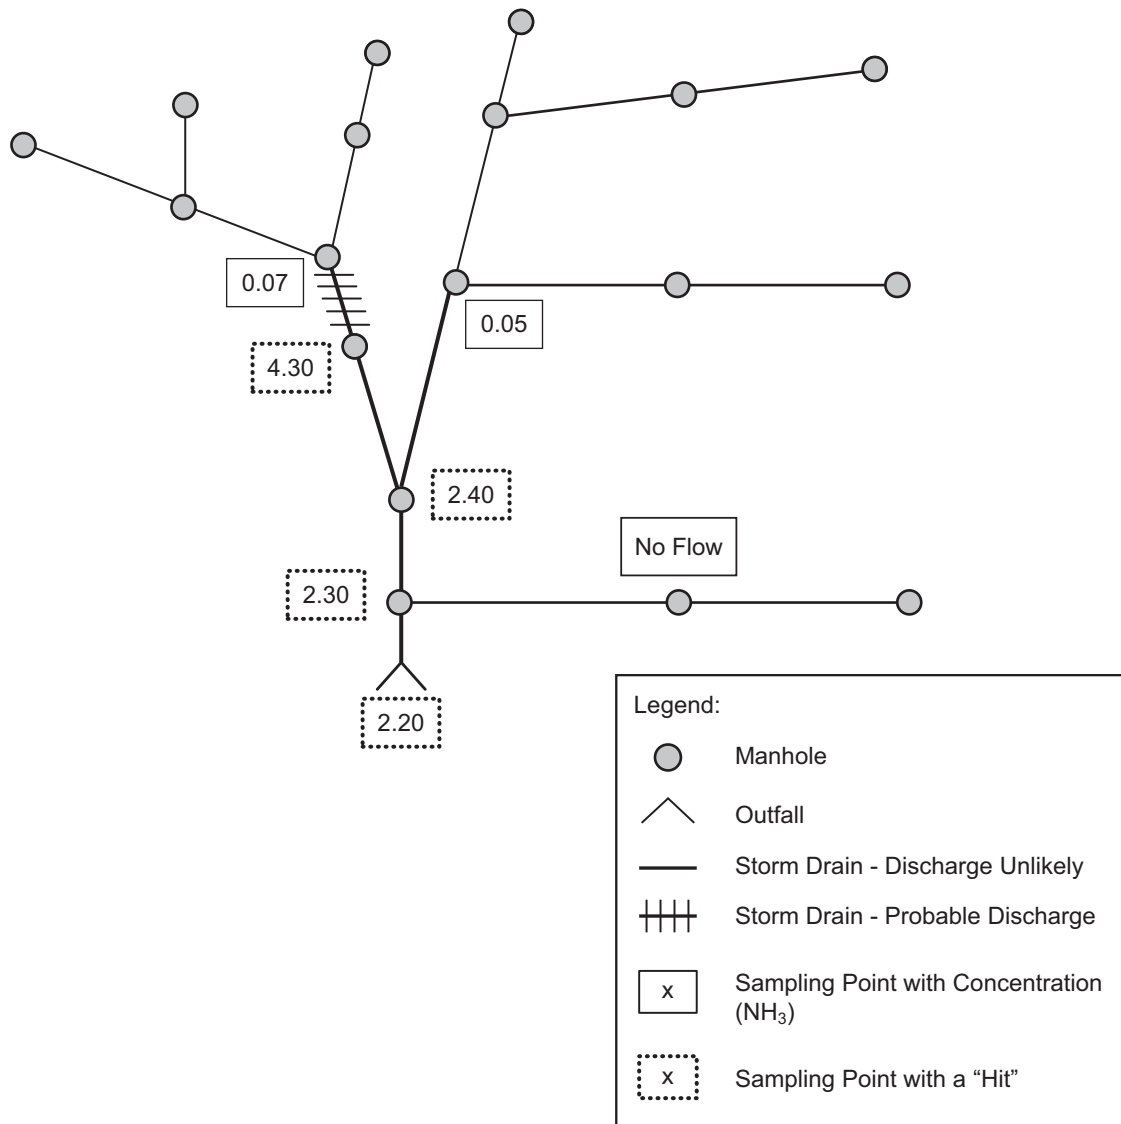 0.07
0.05
4.30
2.40
No Flow
2.30
2.20
Legend:
Manhole
Outfall
Storm Drain - Discharge Unlikely
Storm Drain - Probable Discharge
x
Sampling Point with Concentration
(NH₃)
x
Sampling Point with a “Hit”